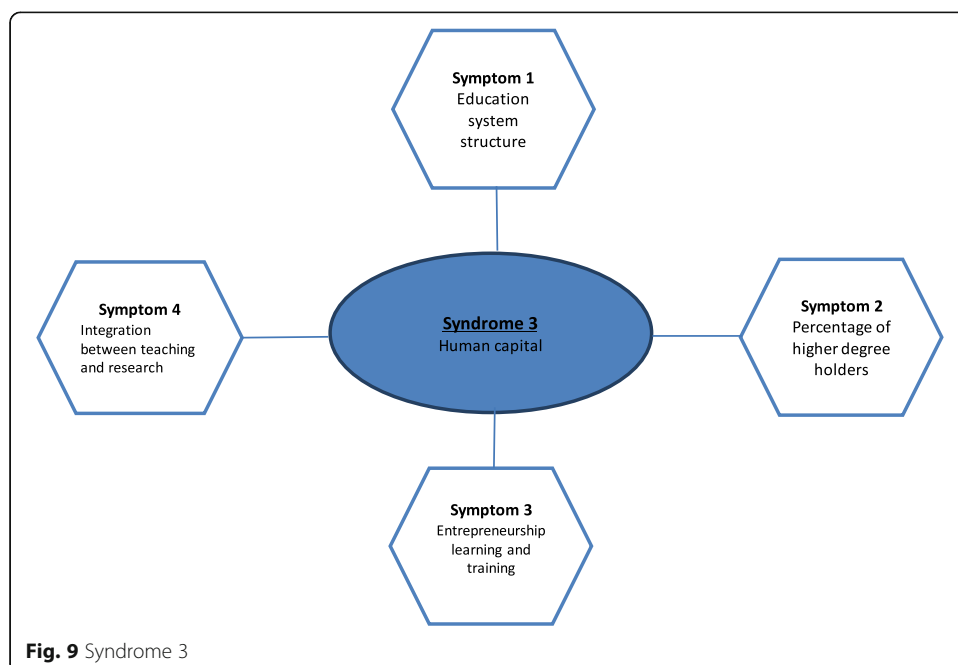 Symptom 1
Education
system
structure
Symptom 4
Integration
between teaching
and research
Syndrome 3
Human capital
Symptom 2
Percentage of
higher degree
holders
Symptom 3
Entrepreneurship
learning and
training
Fig. 9 Syndrome 3